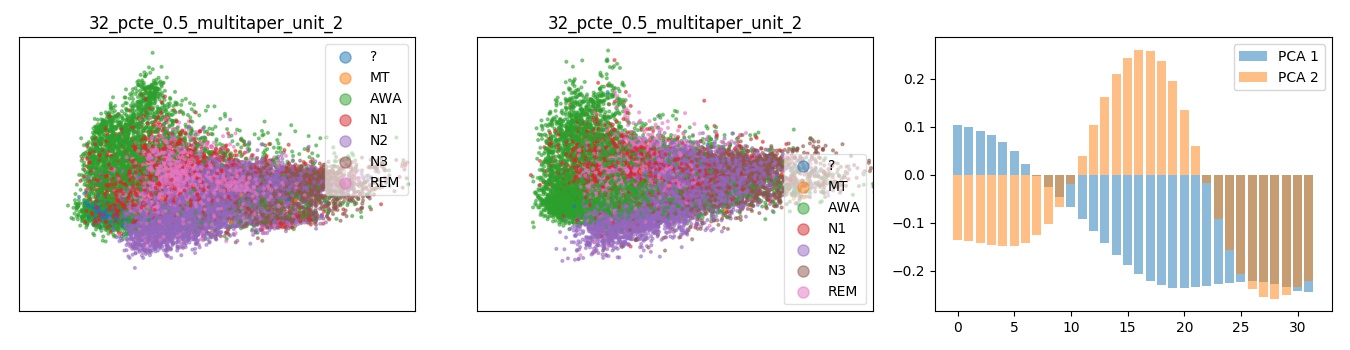 32_pcte_0.5_multitaper_unit_2
?
MT
AWA
N1
N2
N3
REM
32_pcte_0.5_multitaper_unit_2
?
MT
AWA
N1
N2
N3
REM
PCA 1
PCA 2
0.2
0.1
0.0
−0.1
−0.2
0 5 10 15 20 25 30